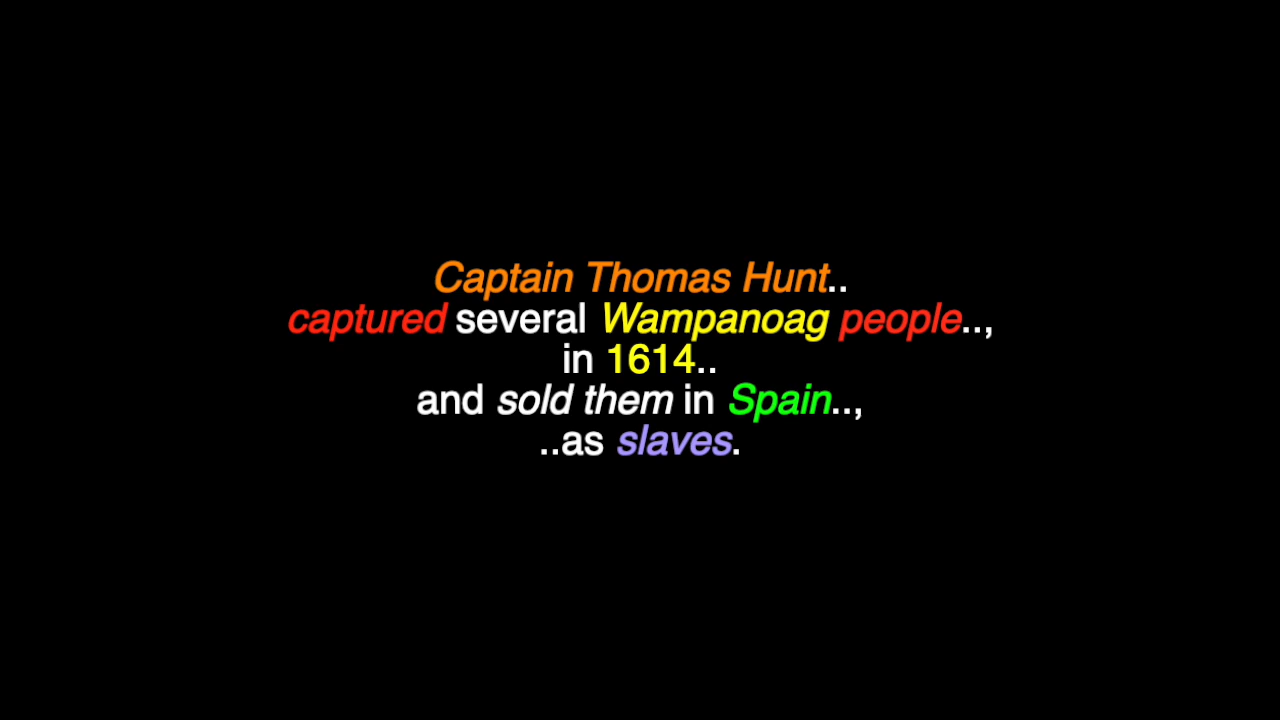 Captain Thomas Hunt..
captured several Wampanoag people..,
in 1614..
and sold them in Spain..,
..as slaves.